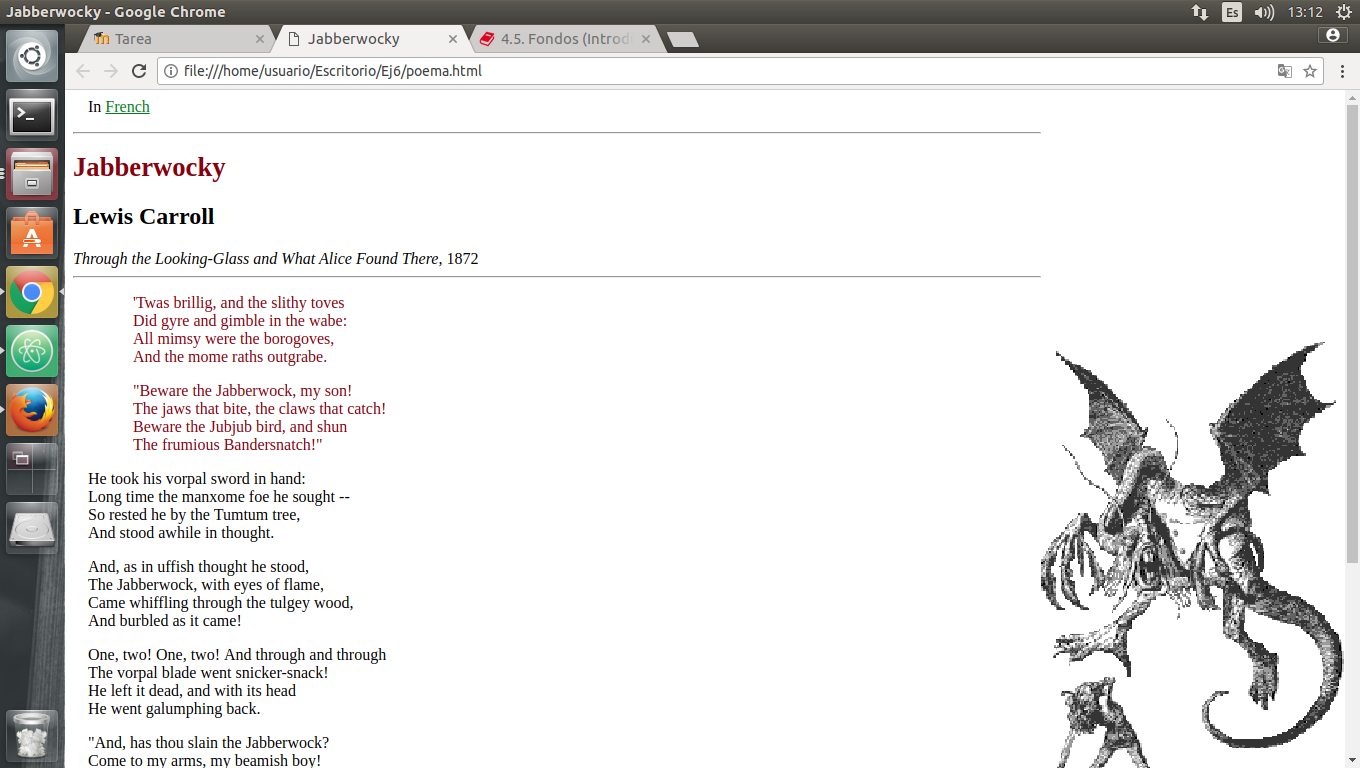 Jabberwocky - Google Chrome
Es
13:12
Tarea
Jabberwocky
4.5. Fondos (Introd
file:///home/usuario/Escritorio/Ej6/poema.html
In French
Jabberwocky
Lewis Carroll
Through the Looking-Glass and What Alice Found There, 1872
'Twas brillig, and the slithy toves
Did gyre and gimble in the wabe:
All mimsy were the borogoves,
And the mome raths outgrabe.
"Beware the Jabberwock, my son!
The jaws that bite, the claws that catch!
Beware the Jubjub bird, and shun
The frumious Bandersnatch!"
He took his vorpal sword in hand:
Long time the manxome foe he sought --
So rested he by the Tumtum tree,
And stood awhile in thought.
And, as in uffish thought he stood,
The Jabberwock, with eyes of flame,
Came whiffling through the tulgey wood,
And burbled as it came!
One, two! One, two! And through and through
The vorpal blade went snicker-snack!
He left it dead, and with its head
He went galumphing back.
"And, has thou slain the Jabberwock?
Come to my arms, my beamish boy!